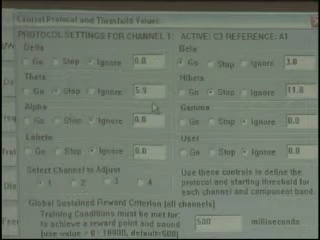 Control Protocol and Threshold Values
PROTOCOL SETTINGS FOR CHANNEL 1: ACTIVE: C3 REFERENCE: A1
Delta
Go Stop Ignore 0.0
Beta
Go Stop Ignore 3.0
Theta
Go Stop Ignore 5.9
Hibeta
Go Stop Ignore 11.0
Alpha
Go Stop Ignore 0.0
Gamma
Go Stop Ignore 0.0
Lobeta
Go Stop Ignore 0.0
User
Go Stop Ignore 0.0
Select Channel to Adjust
1 2 3 4
Use these controls to define the
protocol and starting threshold for
each channel and component band.
Global Sustained Reward Criterion (all channels)
Training Conditions must be met for
to achieve a reward point and sound
(use value > 0 - 10000, default=500)
500 milliseconds